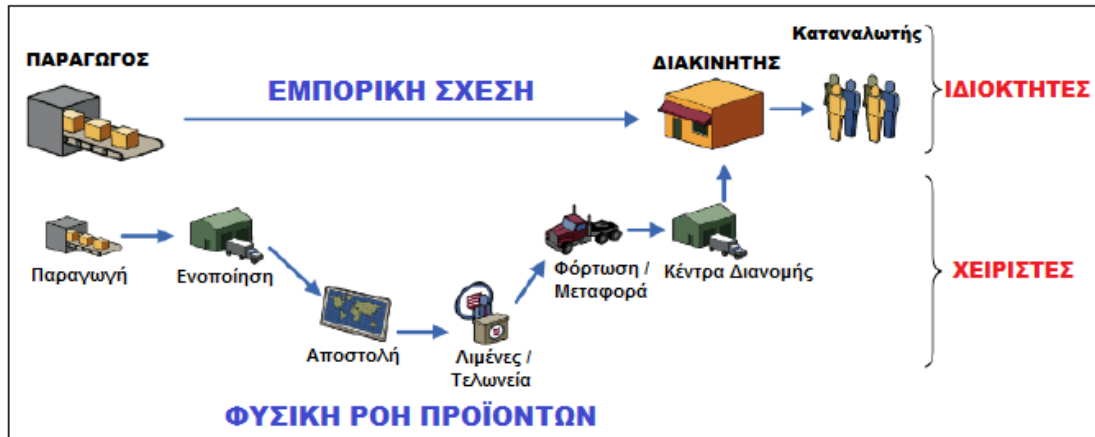 Καταναλωτής
ΠΑΡΑΓΩΓΟΣ
ΔΙΑΚΙΝΗΤΗΣ
ΕΜΠΟΡΙΚΗ ΣΧΕΣΗ
ΙΔΙΟΚΤΗΤΕΣ
Παραγωγή
Ενοποίηση
Αποστολή
Λιμένες /
Τελωνεία
Φόρτωση /
Μεταφορά
Κέντρα Διανομής
ΧΕΙΡΙΣΤΕΣ
ΦΥΣΙΚΗ ΡΟΗ ΠΡΟΪΟΝΤΩΝ